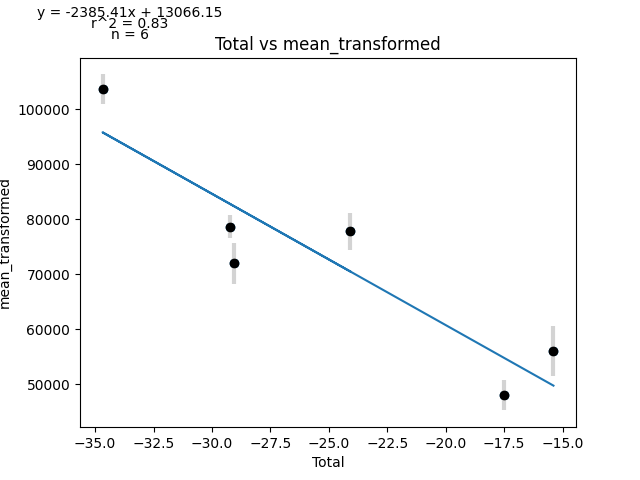 y = -2385.41x + 13066.15
r^2 = 0.83
n = 6
Total vs mean_transformed
100000
90000
80000
70000
60000
50000
mean_transformed
−35.0 −32.5 −30.0 −27.5 −25.0 −22.5 −20.0 −17.5 −15.0
Total